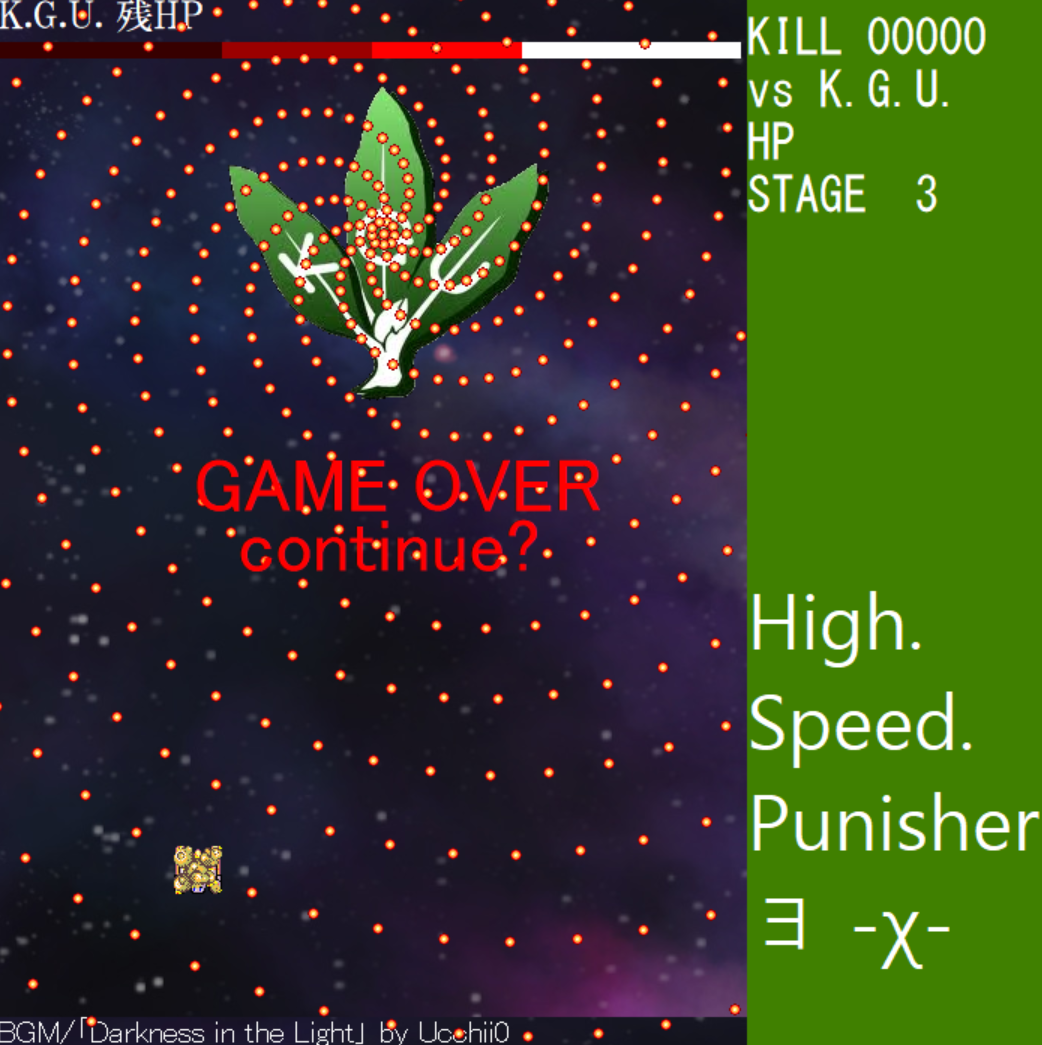 K.G.U. 残HP
KILL 00000
vs K.G.U.
HP
STAGE 3
K
U
GAME OVER
continue?
High.
Speed.
Punisher
∃ -χ-
BGM/「Darkness in the Light」 by Ucchii0